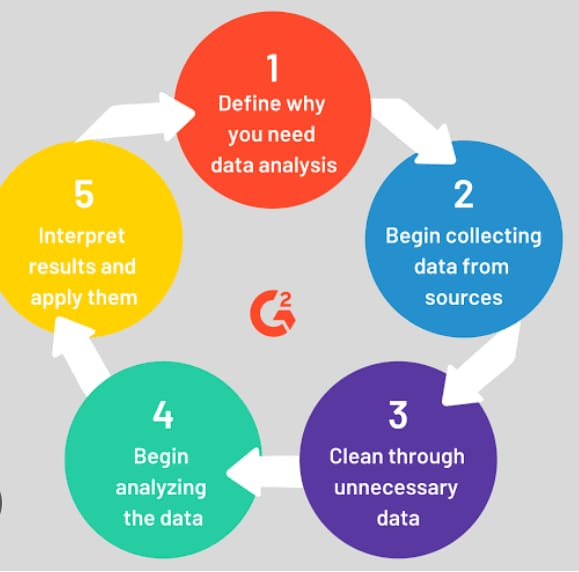 1
Define why
you need
data analysis
2
Begin collecting
data from
sources
3
Clean through
unnecessary
data
4
Begin
analyzing
the data
5
Interpret
results and
apply them
G2